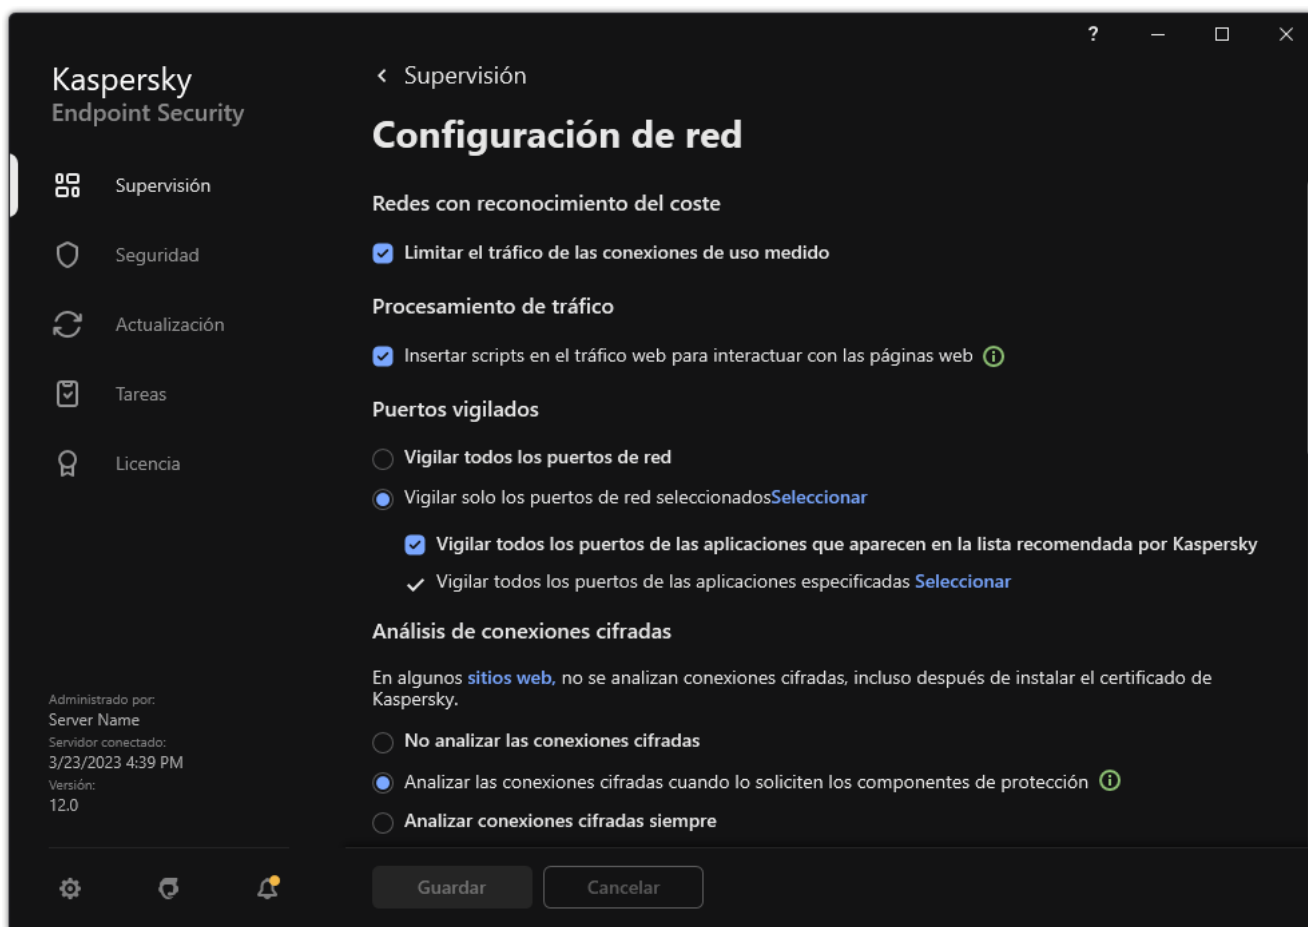 ?
Kaspersky
Endpoint Security
Supervisión
Seguridad
Actualización
Tareas
Licencia
Administrado por:
Server Name
Servidor conectado:
3/23/2023 4:39 PM
Versión:
12.0
Supervisión
Configuración de red
Redes con reconocimiento del coste
Limitar el tráfico de las conexiones de uso medido
Procesamiento de tráfico
Insertar scripts en el tráfico web para interactuar con las páginas web
Puertos vigilados
Vigilar todos los puertos de red
Vigilar solo los puertos de red seleccionadosSeleccionar
Vigilar todos los puertos de las aplicaciones que aparecen en la lista recomendada por Kaspersky
Vigilar todos los puertos de las aplicaciones especificadas Seleccionar
Análisis de conexiones cifradas
En algunos sitios web, no se analizan conexiones cifradas, incluso después de instalar el certificado de
Kaspersky.
No analizar las conexiones cifradas
Analizar las conexiones cifradas cuando lo soliciten los componentes de protección
Analizar conexiones cifradas siempre
Guardar
Cancelar